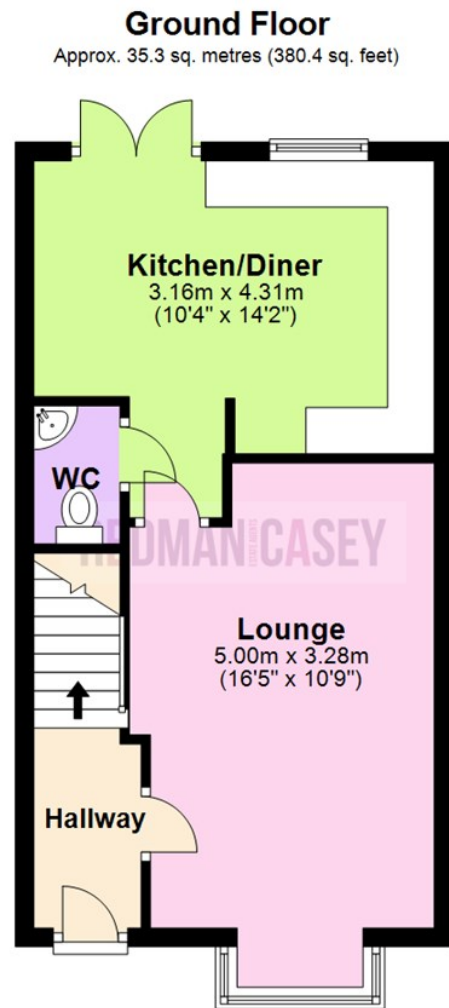 Ground Floor
Approx. 35.3 sq. metres (380.4 sq. feet)
Kitchen/Diner
3.16m x 4.31m
(10'4" x 14'2")
WC
REDMAN CASEY
Lounge
5.00m x 3.28m
(16'5" x 10'9")
Hallway